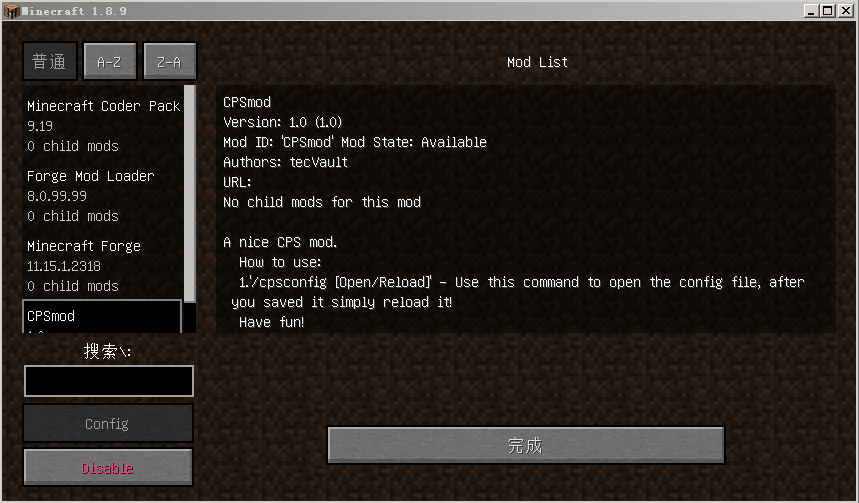 Minecraft 1.8.9
普通
A-Z
Z-A
Mod List
Minecraft Coder Pack
9.19
0 child mods
Forge Mod Loader
8.0.99.99
0 child mods
Minecraft Forge
11.15.1.2318
0 child mods
CPSmod
搜索\:
Config
Disable
CPSmod
Version: 1.0 (1.0)
Mod ID: 'CPSmod' Mod State: Available
Authors: tecVault
URL:
No child mods for this mod
A nice CPS mod.
How to use:
1.'/cpsconfig [Open/Reload]' - Use this command to open the config file, after
you saved it simply reload it!
Have fun!
完成